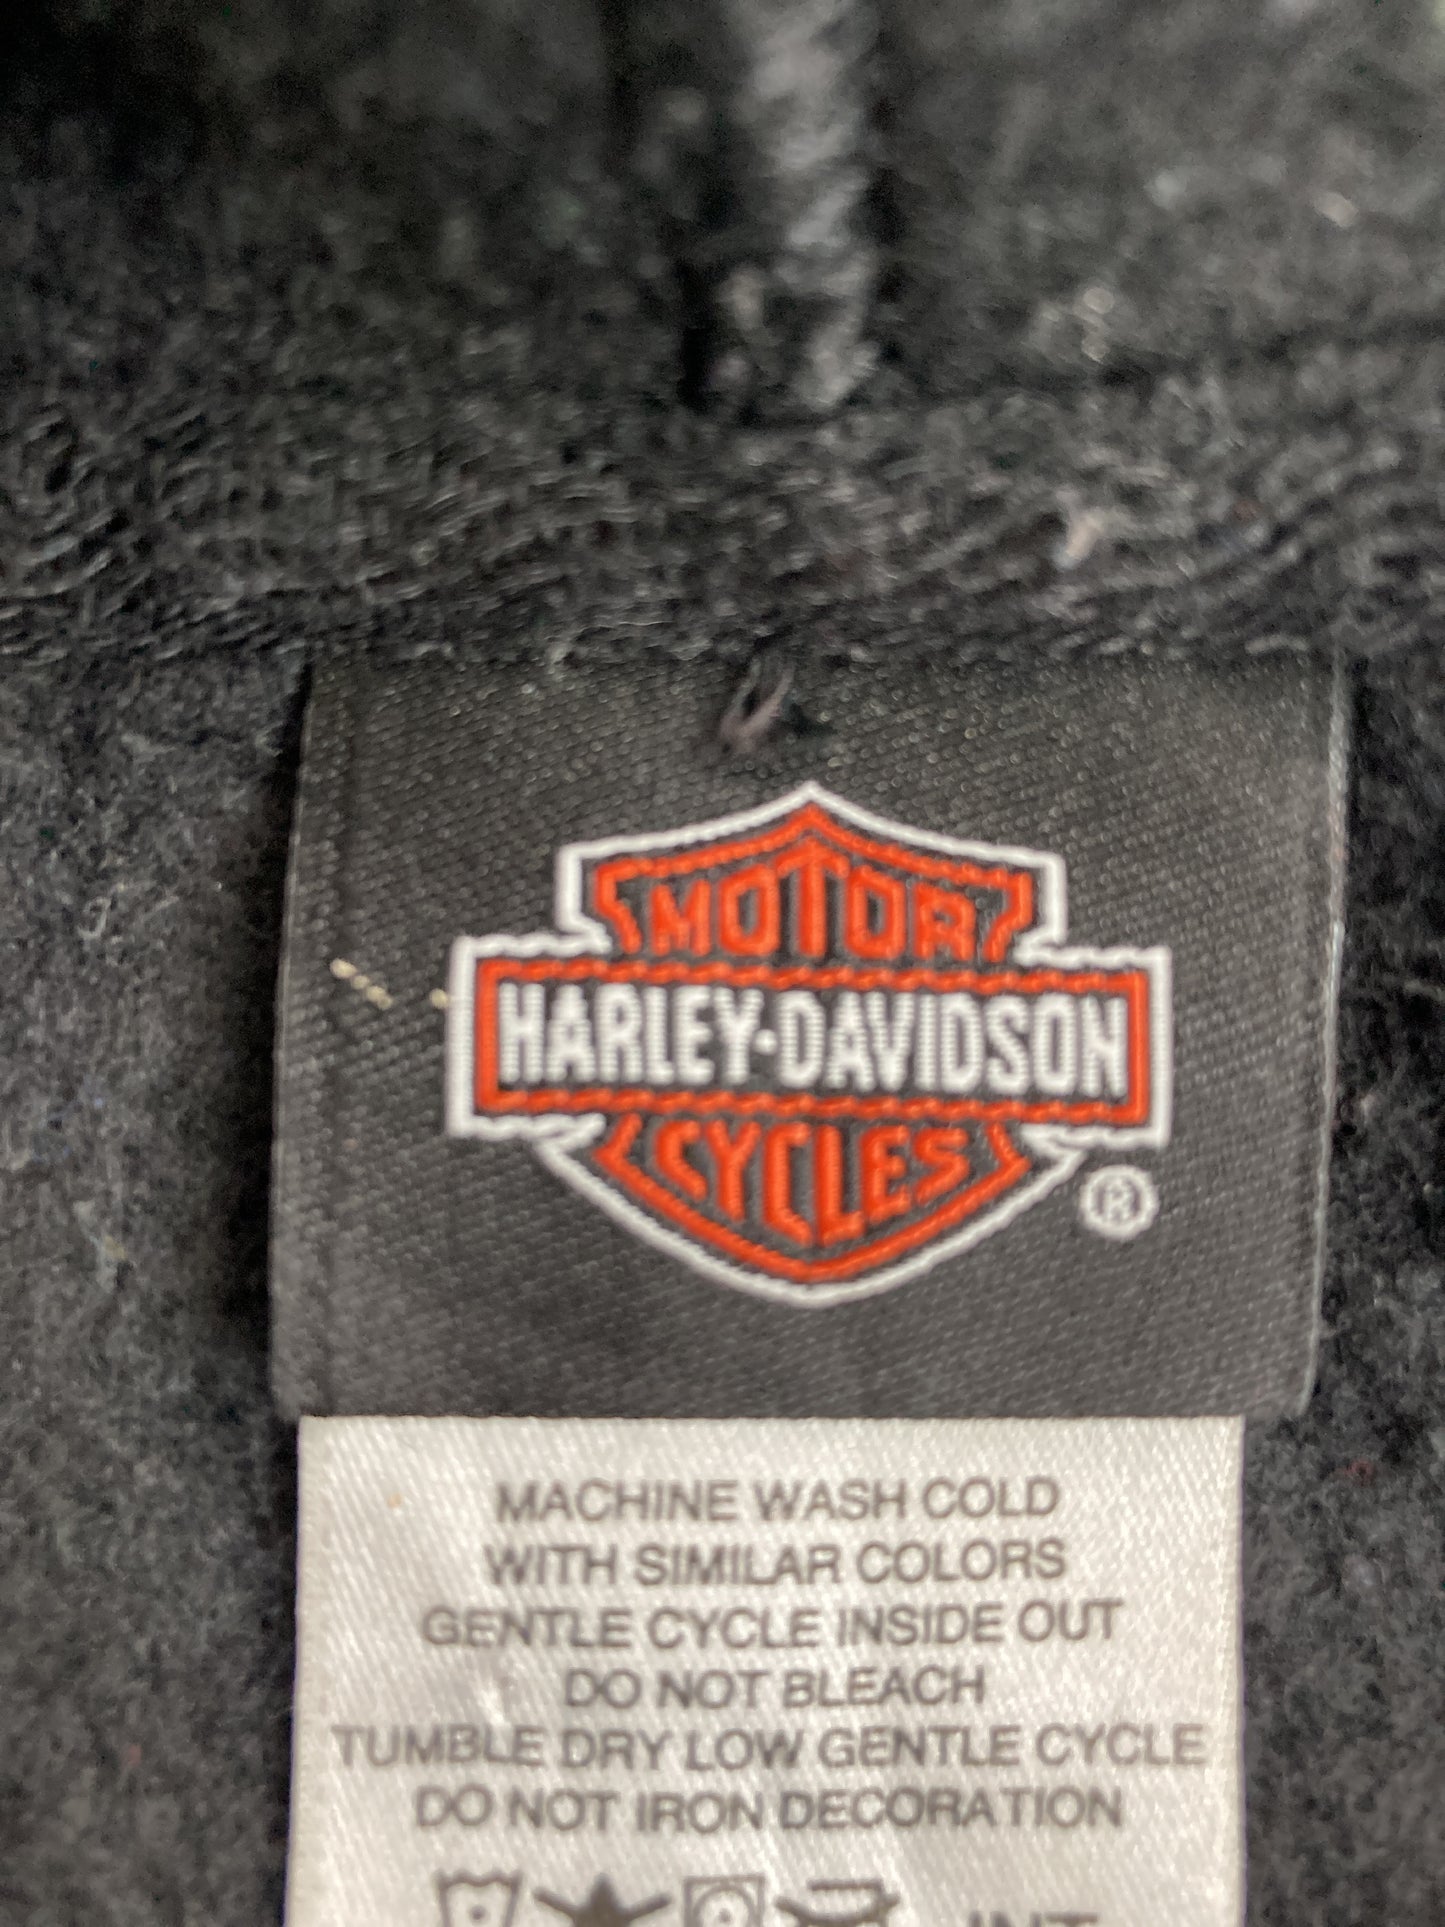 MOTOR
HARLEY-DAVIDSON
CYCLES
®
MACHINE WASH COLD
WITH SIMILAR COLORS
GENTLE CYCLE INSIDE OUT
DO NOT BLEACH
TUMBLE DRY LOW GENTLE CYCLE
DO NOT IRON DECORATION